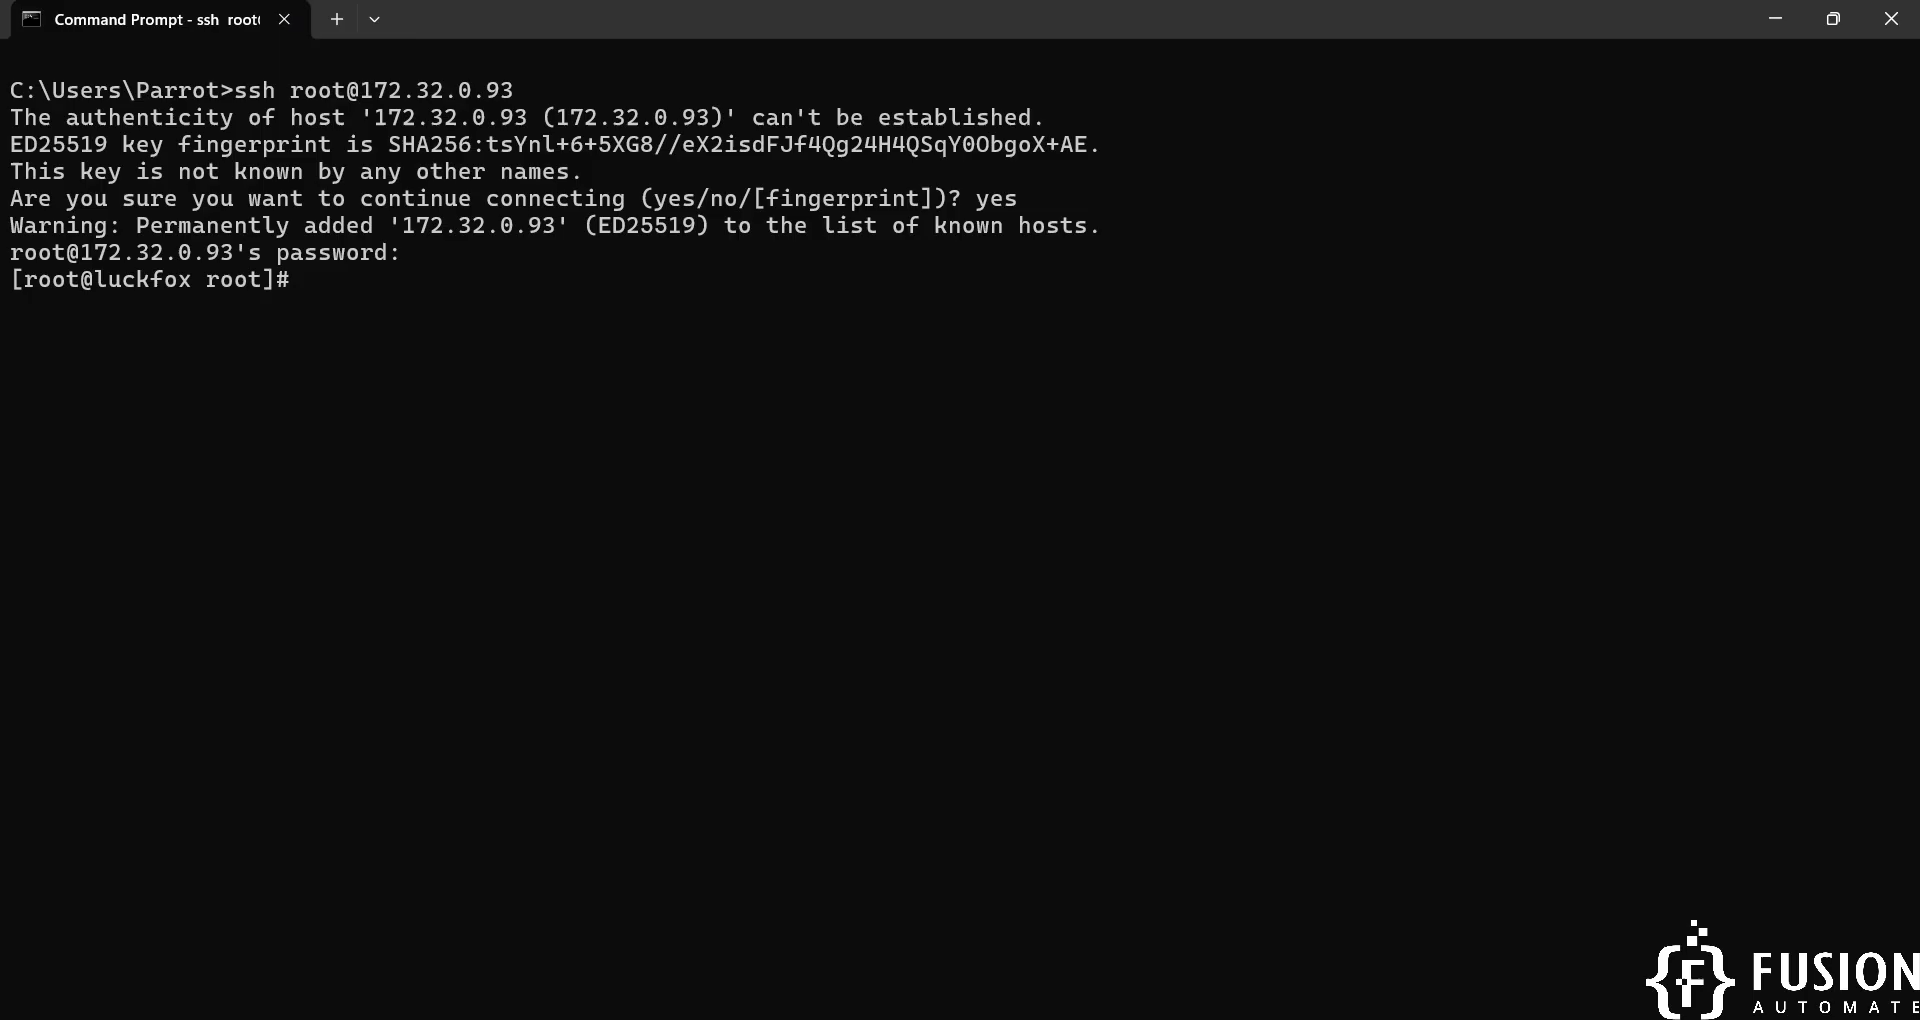 Command Prompt - ssh root(
C:\Users\Parrot>ssh root@172.32.0.93
The authenticity of host '172.32.0.93 (172.32.0.93)' can't be established.
ED25519 key fingerprint is SHA256:tsYnl+6+5XG8//eX2isdFJf4Qg24H4QSqY0ObgoX+AE.
This key is not known by any other names.
Are you sure you want to continue connecting (yes/no/[fingerprint])? yes
Warning: Permanently added '172.32.0.93' (ED25519) to the list of known hosts.
root@172.32.0.93's password:
[root@luckfox root]#
{F} FUSION
AUTOMATE